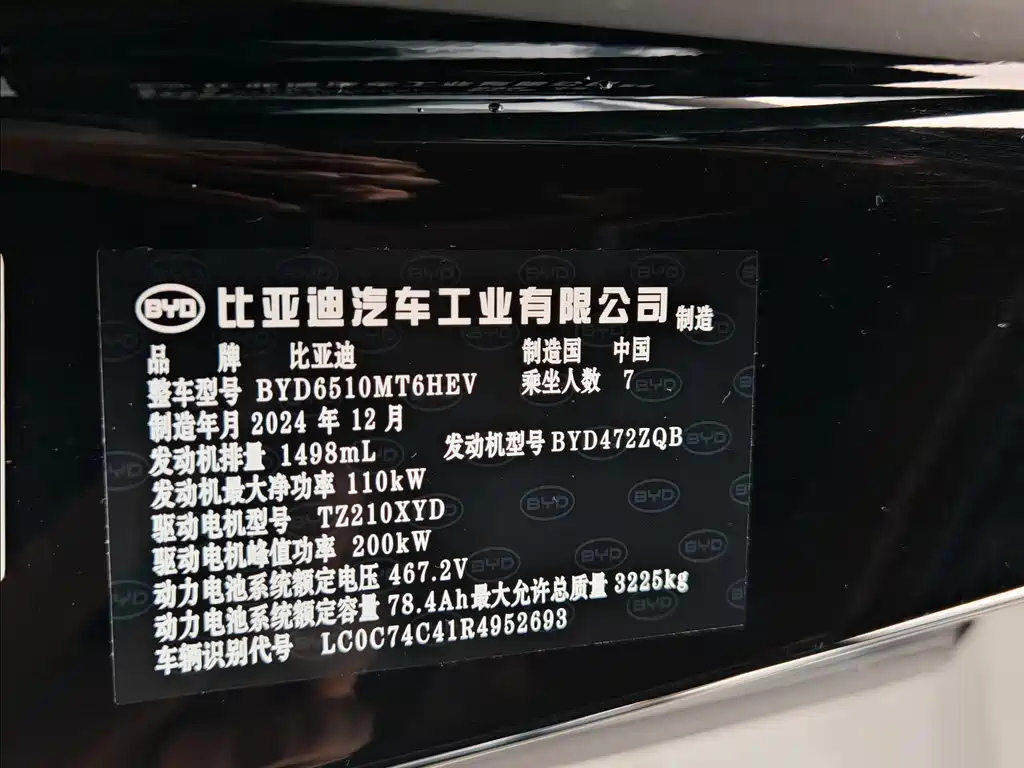 BYD 比亚迪汽车工业有限公司 制造
品 牌 比亚迪 制造国 中国
整车型号 BYD6510MT6HEV 乘坐人数 7
制造年月 2024 年 12 月
发动机排量 1498mL 发动机型号 BYD472ZQB
发动机最大净功率 110kW
驱动电机型号 TZ210XYD
驱动电机峰值功率 200kW
动力电池系统额定电压 467.2V
动力电池系统额定容量 78.4Ah 最大允许总质量 3225kg
车辆识别代号 LC0C74C41R4952693